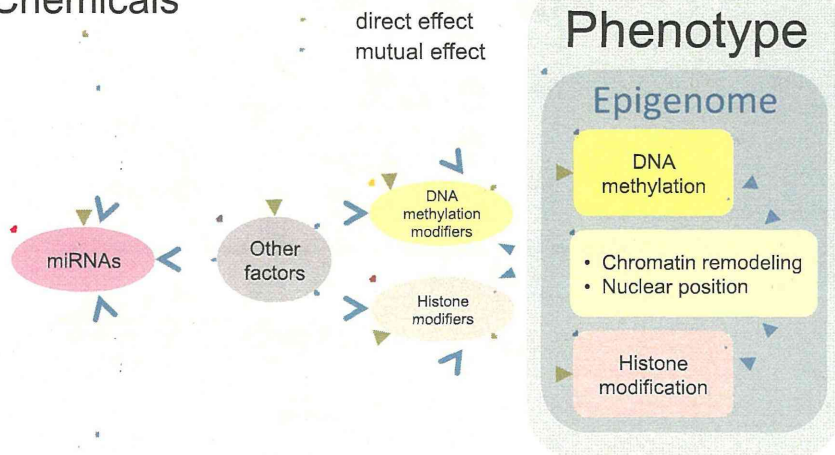 Chemicals
direct effect
mutual effect
Phenotype
Epigenome
DNA
methylation
DNA
methylation
modifiers
miRNAs
Other
factors
• Chromatin remodeling
• Nuclear position
Histone
modifiers
Histone
modification